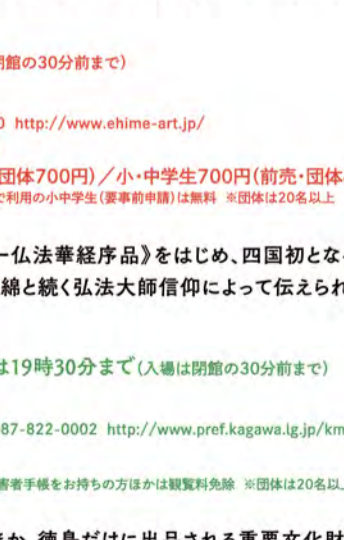 館の30分前まで）
http://www.ehime-art.jp/
団体700円）／小・中学生700円（前売・団体
で利用の小中学生（要事前申請）は無料 ※団体は20名以上
一仏法華経序品》をはじめ、四国初とな
綿と続く弘法大師信仰によって伝えられ
は19時30分まで（入場は閉館の30分前まで）
87-822-0002 http://www.pref.kagawa.lg.jp/km
害者手帳をお持ちの方ほかは観覧料免除 ※団体は20名以
か、徳島だけに出品される重要文化財